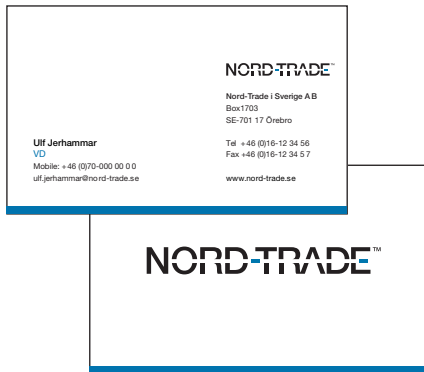 NORD-TRADE™
Nord-Trade i Sverige AB
Box1703
SE-701 17 Örebro
Tel +46 (0)16-12 34 56
Fax +46 (0)16-12 34 57
www.nord-trade.se
Ulf Jerhammar
VD
Mobile: +46 (0)70-000 00 00
ulf.jerhammar@nord-trade.se
NORD-TRADE™